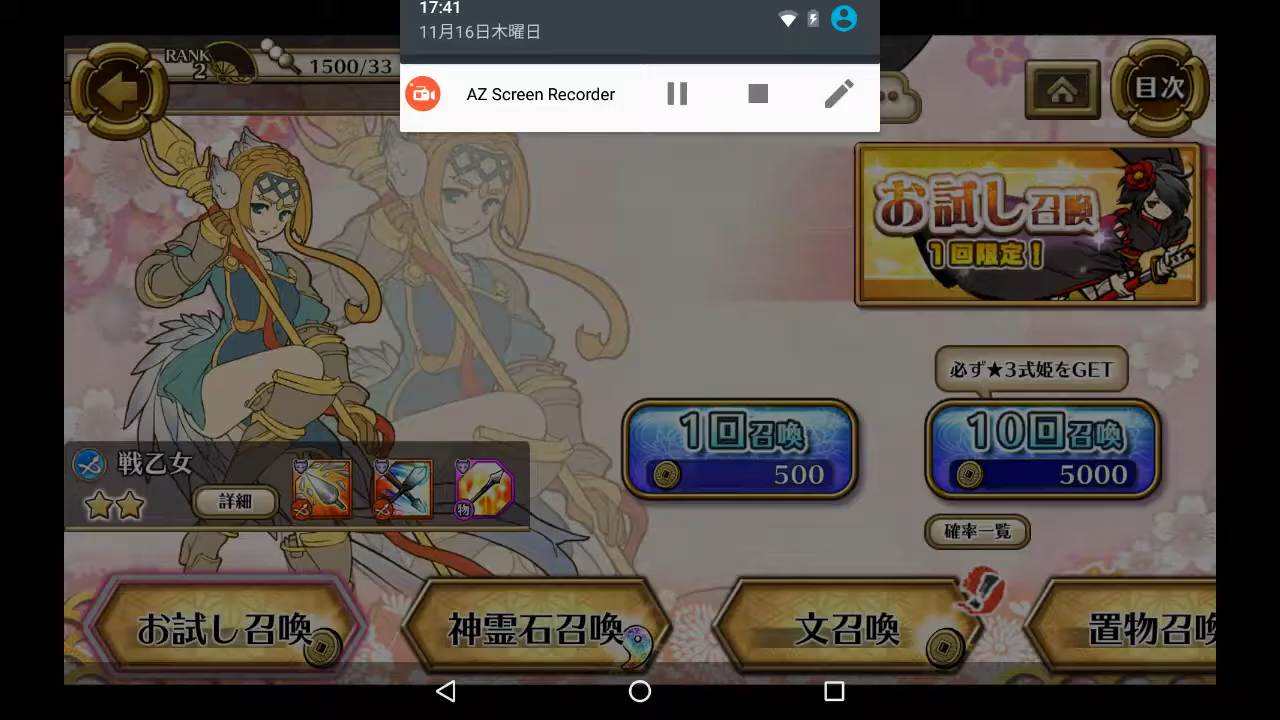 17:41
11月16日木曜日
AZ Screen Recorder
RANK
2
1500/33
目次
お試し召喚
1回限定!
必ず★3式姫をGET
1回召喚
500
10回召喚
5000
確率一覧
戦乙女
詳細
物
お試し召喚
神霊石召喚
文召喚
置物召喚